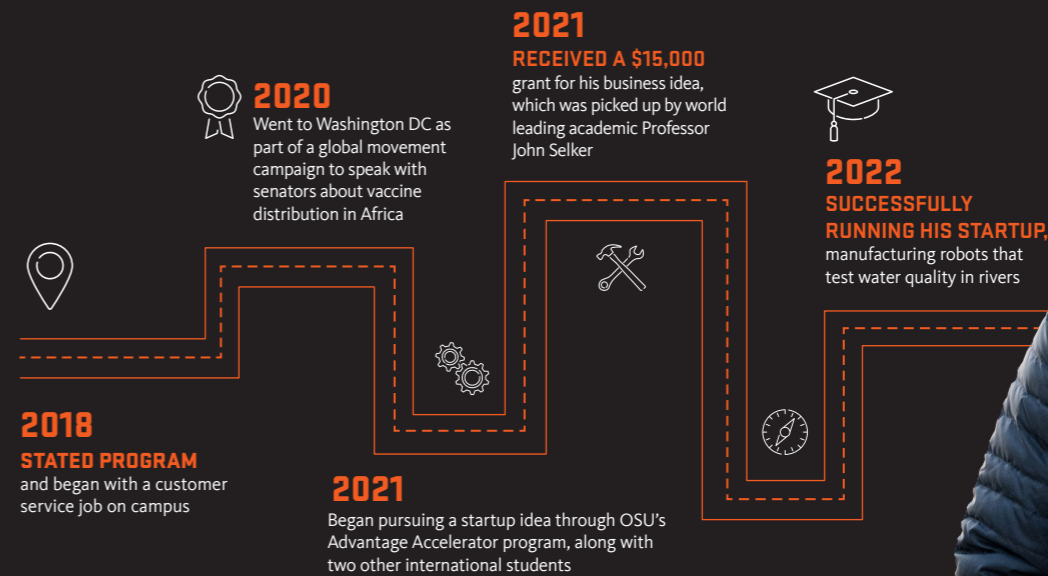 2018
STATED PROGRAM
and began with a customer
service job on campus
2020
Went to Washington DC as
part of a global movement
campaign to speak with
senators about vaccine
distribution in Africa
2021
Began pursuing a startup idea through OSU's
Advantage Accelerator program, along with
two other international students
2021
RECEIVED A $15,000
grant for his business idea,
which was picked up by world
leading academic Professor
John Selker
2022
SUCCESSFULLY
RUNNING HIS STARTUP,
manufacturing robots that
test water quality in rivers